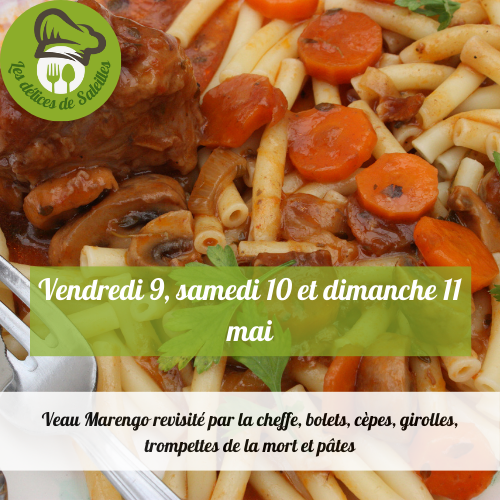 Les délices de Saleilles
Vendredi 9, samedi 10 et dimanche 11
mai
Veau Marengo revisité par la cheffe, bolets, cèpes, girolles,
trompettes de la mort et pâtes